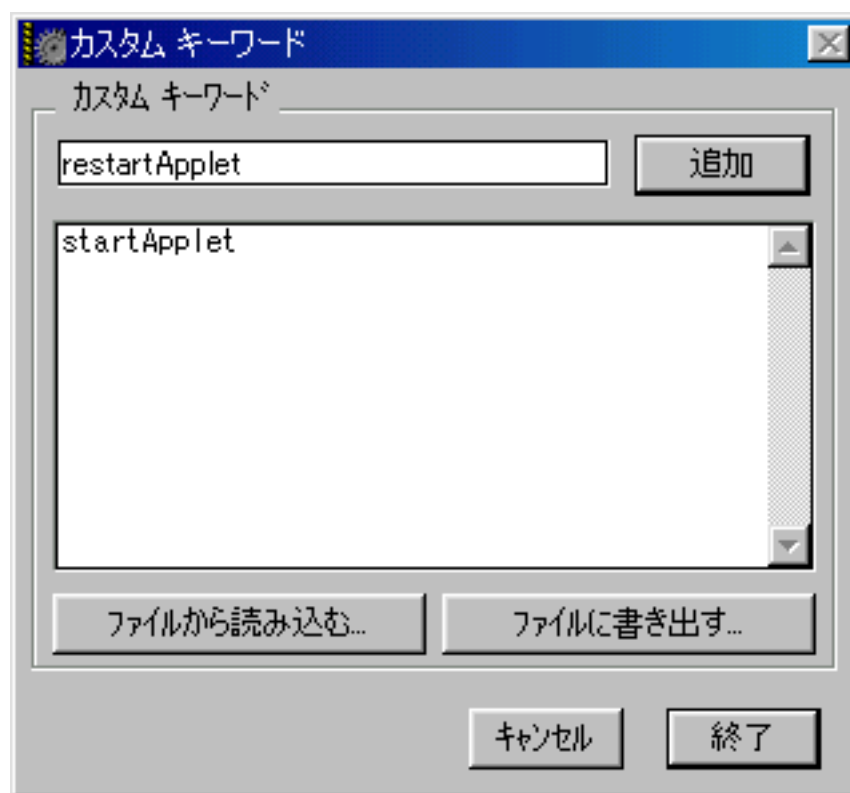 カスタム キーワード
カスタム キーワード
restartApplet
追加
startApplet
ファイルから読み込む...
ファイルに書き出す...
キャンセル
終了